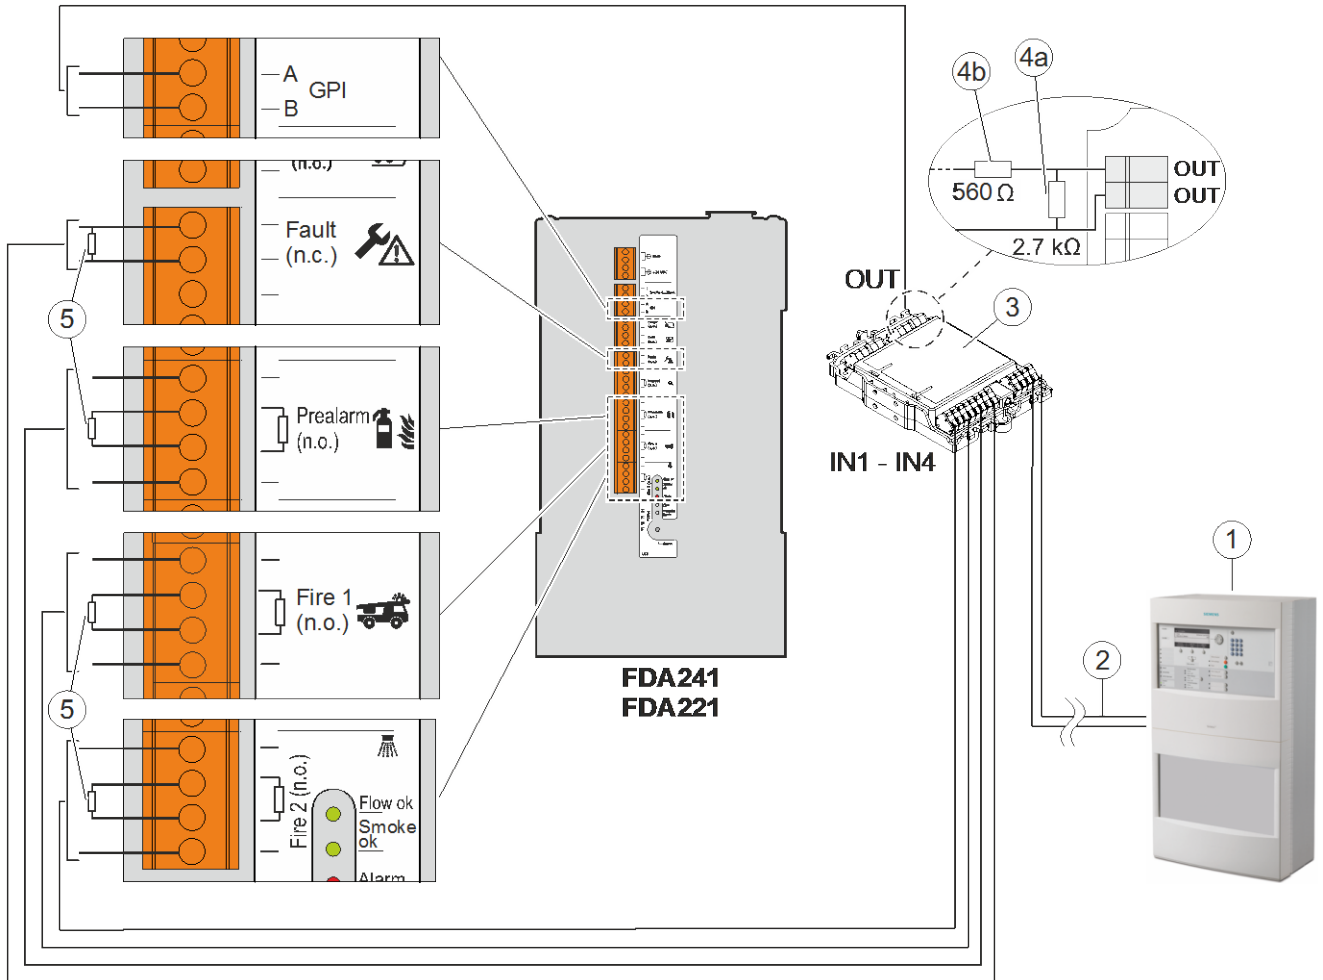 A
GPI
B
(n.o.)
Fault
(n.c.)
5
Prealarm
(n.o.)
Fire 1
(n.o.)
5
Fire 2 (n.o.)
Flow ok
Smoke
ok
Alarm
FDA241
FDA221
4b
4a
OUT
560 Ω
OUT
2.7 kΩ
OUT
3
IN1 - IN4
1
2